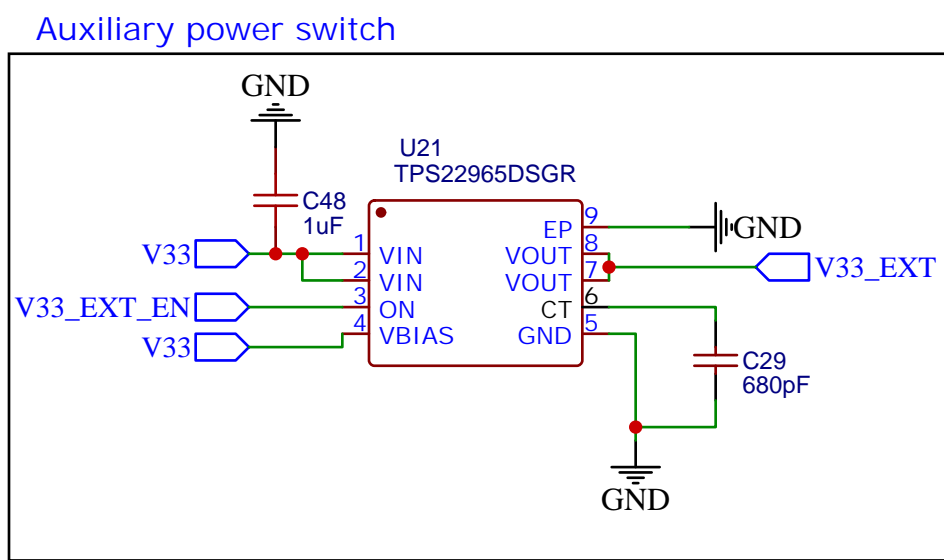 Auxiliary power switch
GND
U21
TPS22965DSGR
C48
1uF
V33
1
VIN
2
VIN
V33_EXT_EN
3
ON
V33
4
VBIAS
EP
9
GND
VOUT
8
VOUT
7
V33_EXT
CT
6
GND
5
C29
680pF
GND